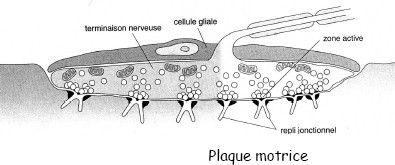 cellule gliale
terminaison nerveuse
zone active
repli jonctionnel
Plaque motrice